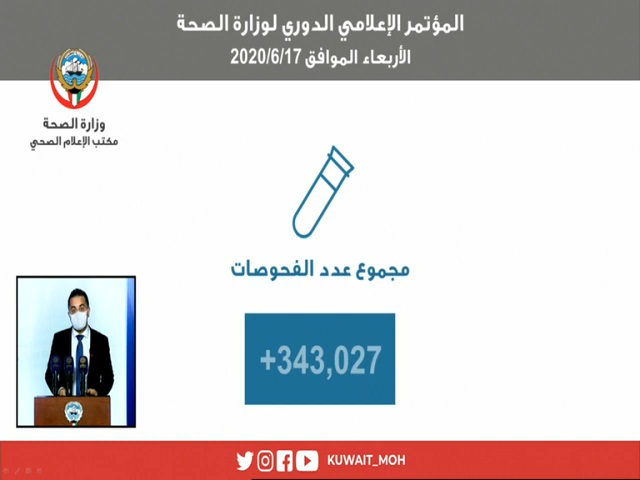 المؤتمر الإعلامي الدوري لوزارة الصحة
الأربعاء الموافق 2020/6/17
وزارة الصحة
مكتب الإعلام الصحي
مجموع عدد الفحوصات
+343,027
KUWAIT_MOH